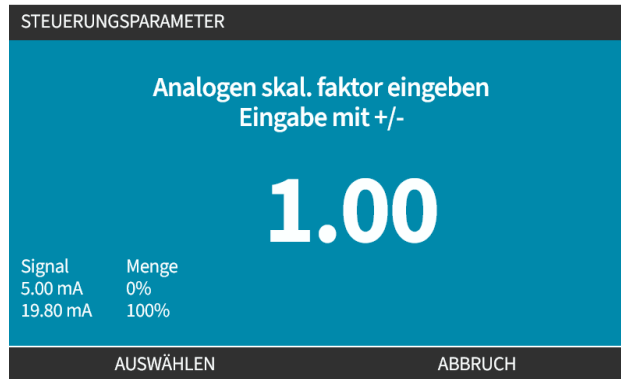 STEUERUNGSPARAMETER
Analogen skal. faktor eingeben
Eingabe mit +/-
1.00
Signal Menge
5.00 mA 0%
19.80 mA 100%
AUSWÄHLEN ABBRUCH